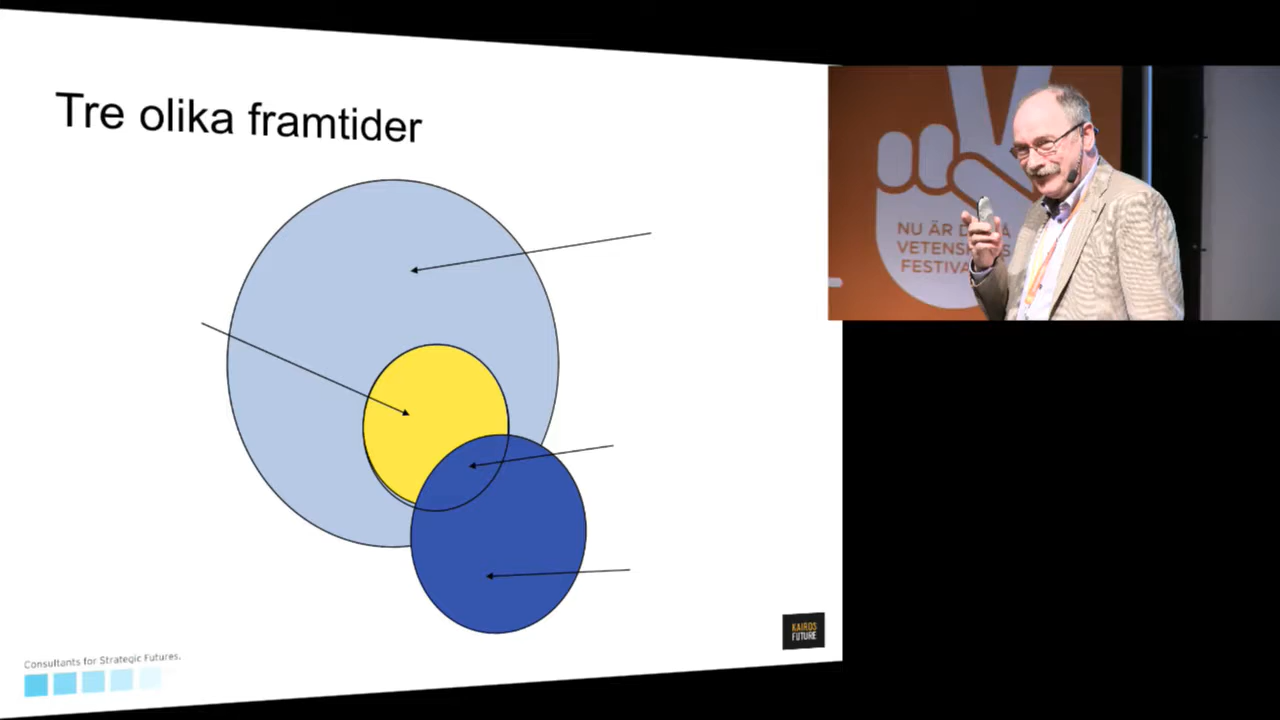 Tre olika framtider
NU ÄR D
VETENS
FESTIVA
KAIROS
FUTURE
Consultants for Strategic Futures.